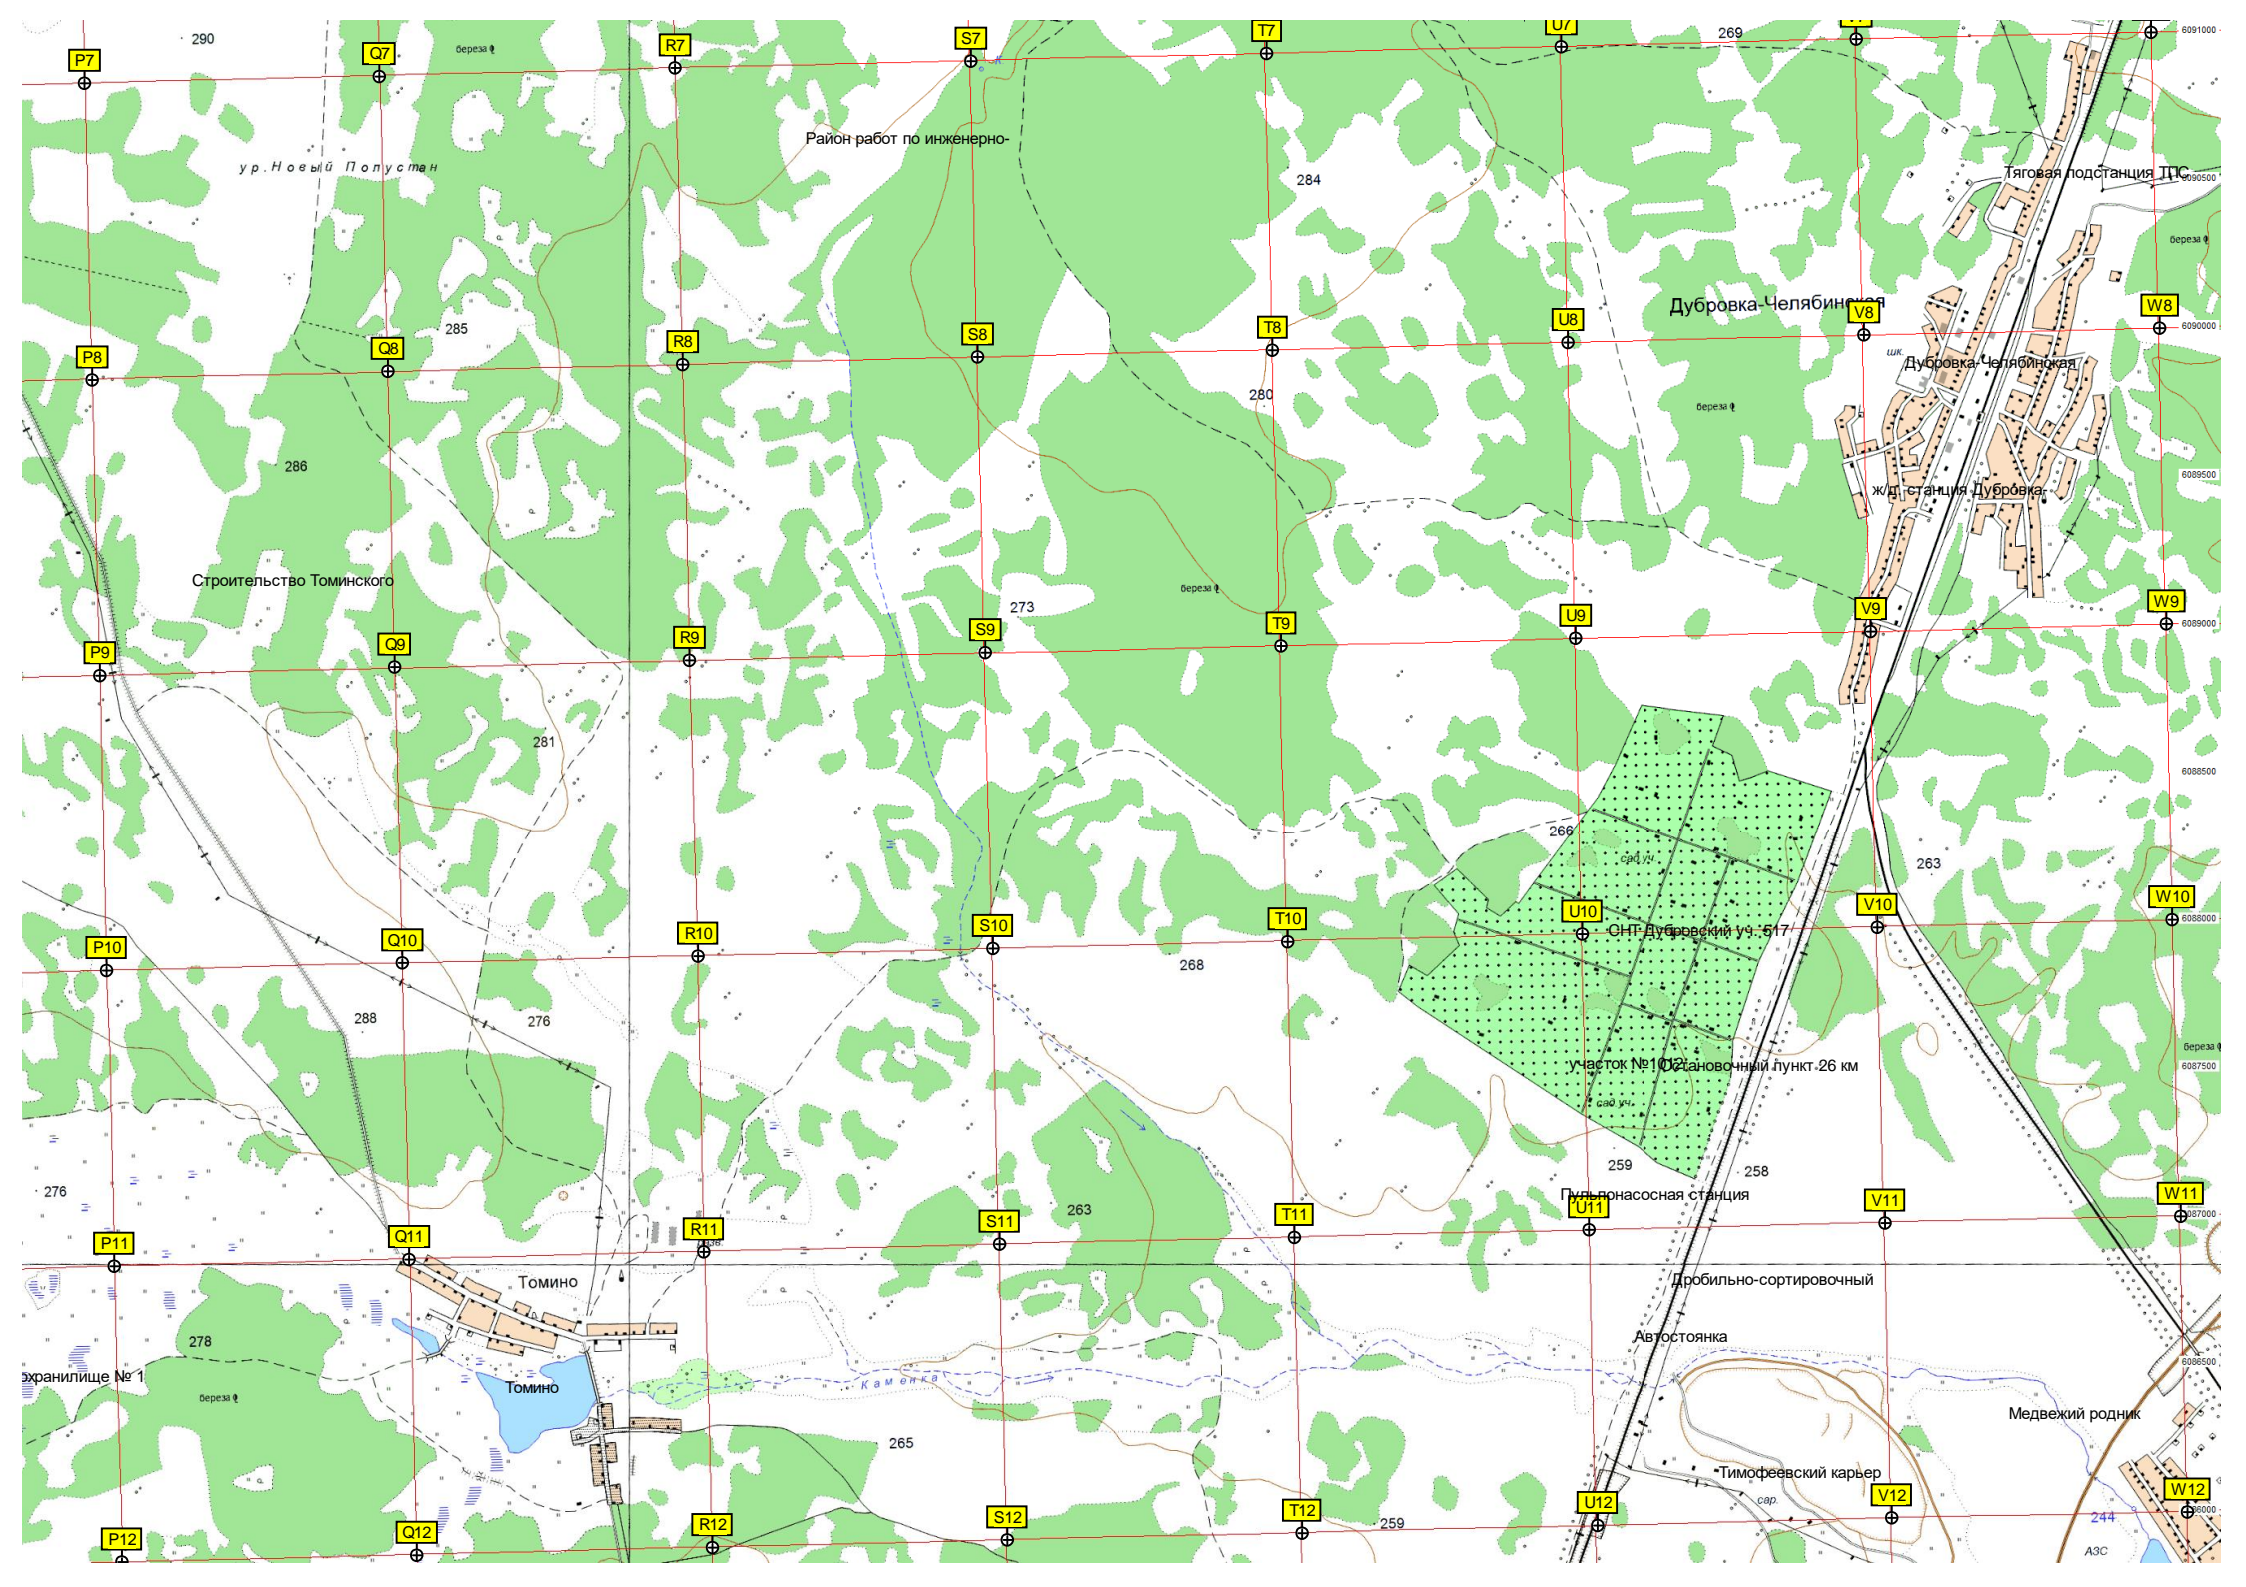 290
P7
Q7
береза
R7
S7
T7
U7
269
6091000
К
Район работ по инженерно-
ур.Новый Полустан
284
Тяговая подстанция ТПС
6090500
береза
285
Дубровка-Челябинская
P8
Q8
R8
S8
T8
U8
V8
W8
6090000
шк.
Дубровка-Челябинская
280
береза
286
273
6089500
ж/д. станция Дубровка-
Строительство Томинского
береза
P9
Q9
R9
S9
T9
U9
V9
W9
6089000
281
6088500
266
сад.уч.
263
P10
Q10
R10
S10
T10
U10
V10
W10
6088000
СНТ Дубровский уч. 517
268
288
276
береза
участок №1012
Остановочный пункт 26 км
6087500
сад.уч.
276
259
258
263
Пульпонасосная станция
P11
Q11
R11
S11
T11
U11
V11
W11
087000
Томино
Дробильно-сортировочный
278
Автостоянка
6086500
охранилище № 1
береза
Томино
Каменка
Медвежий родник
265
Тимофеевский карьер
сар.
P12
Q12
R12
S12
T12
259
U12
V12
W12
86000
244
АЗС